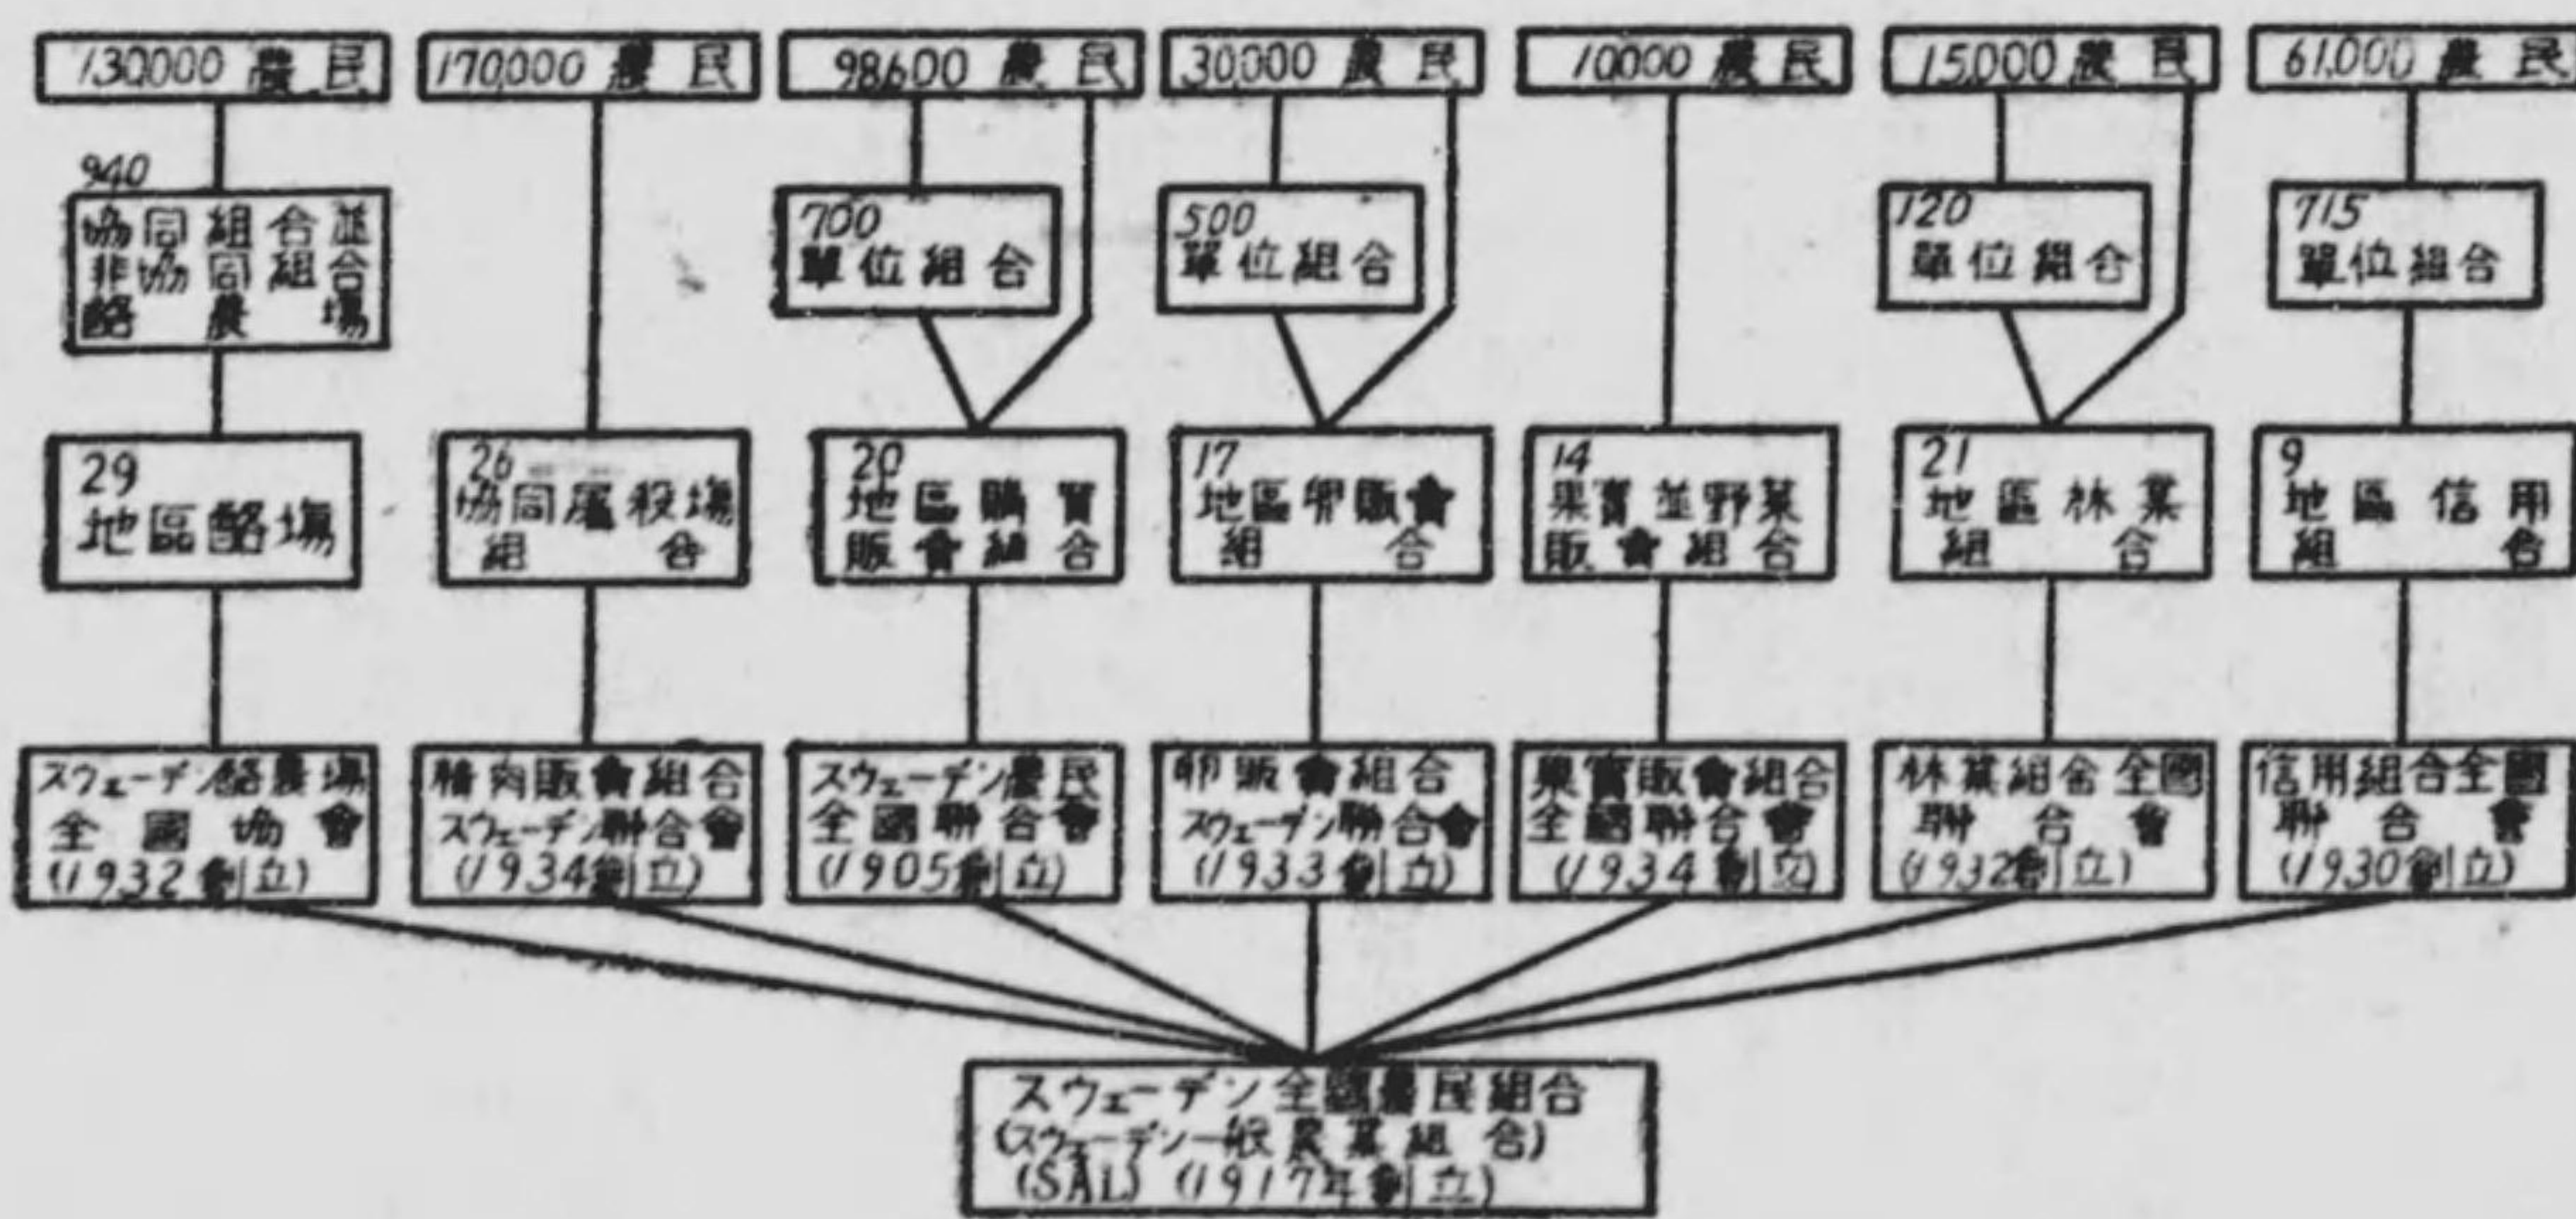 130000 農民
170,000 農民
98,600 農民
30,000 農民
10000 農民
15,000 農民
61,000 農民
940
協同組合並
非協同組合
酪農場
700
單位組合
500
單位組合
120
單位組合
715
單位組合
29
地區酪場
26
協同屠殺場
組合
20
地區購買
販賣組合
17
地區卵販賣
組合
14
果實並野菜
販賣組合
21
地區林業
組合
9
地區信用
組合
スウェーデン酪農場
全國協會
(1932創立)
精肉販賣組合
スウェーデン聯合會
(1934創立)
スウェーデン農民
全國聯合會
(1905創立)
卵販賣組合
スウェーデン聯合會
(1933創立)
果實販賣組合
全國聯合會
(1934創立)
林業組合全國
聯合會
(1932創立)
信用組合全國
聯合會
(1930創立)
スウェーデン全國農民組合
(スウェーデン一般農業組合)
(SAL) (1917年創立)